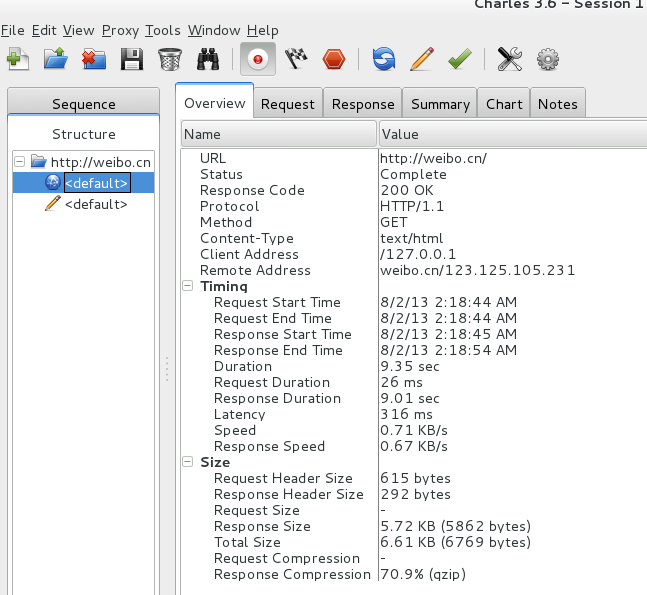 Charles 3.6 - Session 1
File Edit View Proxy Tools Window Help
Sequence
Structure
http://weibo.cn
<default>
<default>
Overview Request Response Summary Chart Notes
Name Value
URL http://weibo.cn/
Status Complete
Response Code 200 OK
Protocol HTTP/1.1
Method GET
Content-Type text/html
Client Address /127.0.0.1
Remote Address weibo.cn/123.125.105.231
Timing
Request Start Time 8/2/13 2:18:44 AM
Request End Time 8/2/13 2:18:44 AM
Response Start Time 8/2/13 2:18:45 AM
Response End Time 8/2/13 2:18:54 AM
Duration 9.35 sec
Request Duration 26 ms
Response Duration 9.01 sec
Latency 316 ms
Speed 0.71 KB/s
Response Speed 0.67 KB/s
Size
Request Header Size 615 bytes
Response Header Size 292 bytes
Request Size -
Response Size 5.72 KB (5862 bytes)
Total Size 6.61 KB (6769 bytes)
Request Compression -
Response Compression 70.9% (gzip)